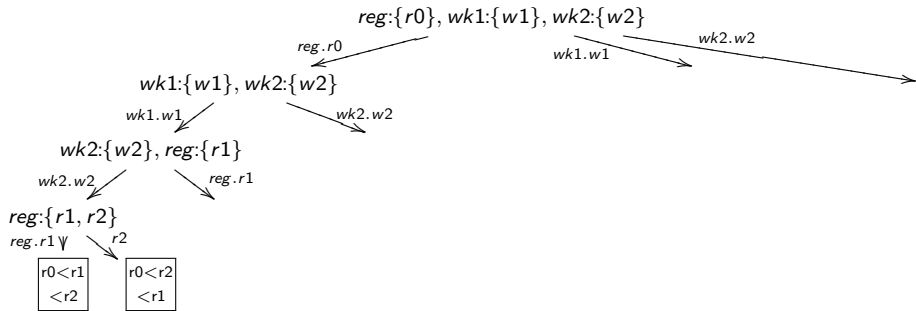 reg:{r0}, wk1:{w1}, wk2:{w2}
reg.r0
wk1.w1
wk2.w2
wk1:{w1}, wk2:{w2}
wk1.w1
wk2.w2
wk2:{w2}, reg:{r1}
wk2.w2
reg.r1
reg:{r1, r2}
reg.r1
r2
r0<r1
<r2
r0<r2
<r1